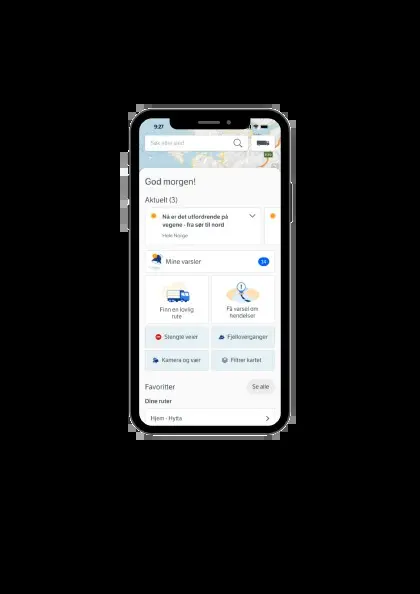 9:27
Søk etter sted
God morgen!
Aktuelt (3)
Nå er det utfordrende på
vegene - fra sør til nord
Hele Norge
Mine varsler
14
Finn en lovlig
rute
Få varsel om
hendelser
Stengte veier
Fjelloverganger
Kamera og vær
Filtrer kartet
Favoritter
Se alle
Dine ruter
Hjem - Hytta